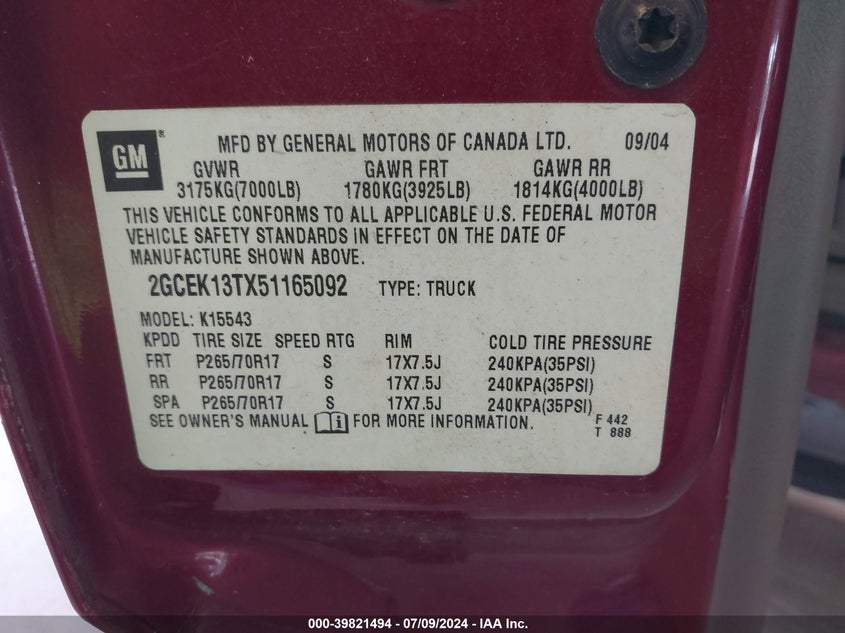 GM ® MFD BY GENERAL MOTORS OF CANADA LTD. 09/04
GVWR GAWR FRT GAWR RR
3175KG(7000LB) 1780KG(3925LB) 1814KG(4000LB)
THIS VEHICLE CONFORMS TO ALL APPLICABLE U.S. FEDERAL MOTOR
VEHICLE SAFETY STANDARDS IN EFFECT ON THE DATE OF
MANUFACTURE SHOWN ABOVE.
2GCEK13TX51165092 TYPE: TRUCK
MODEL: K15543
KPDD TIRE SIZE SPEED RTG RIM COLD TIRE PRESSURE
FRT P265/70R17 S 17X7.5J 240KPA(35PSI)
RR P265/70R17 S 17X7.5J 240KPA(35PSI)
SPA P265/70R17 S 17X7.5J 240KPA(35PSI)
SEE OWNER'S MANUAL i FOR MORE INFORMATION. F 442
T 888
000-39821494 - 07/09/2024 - IAA Inc.